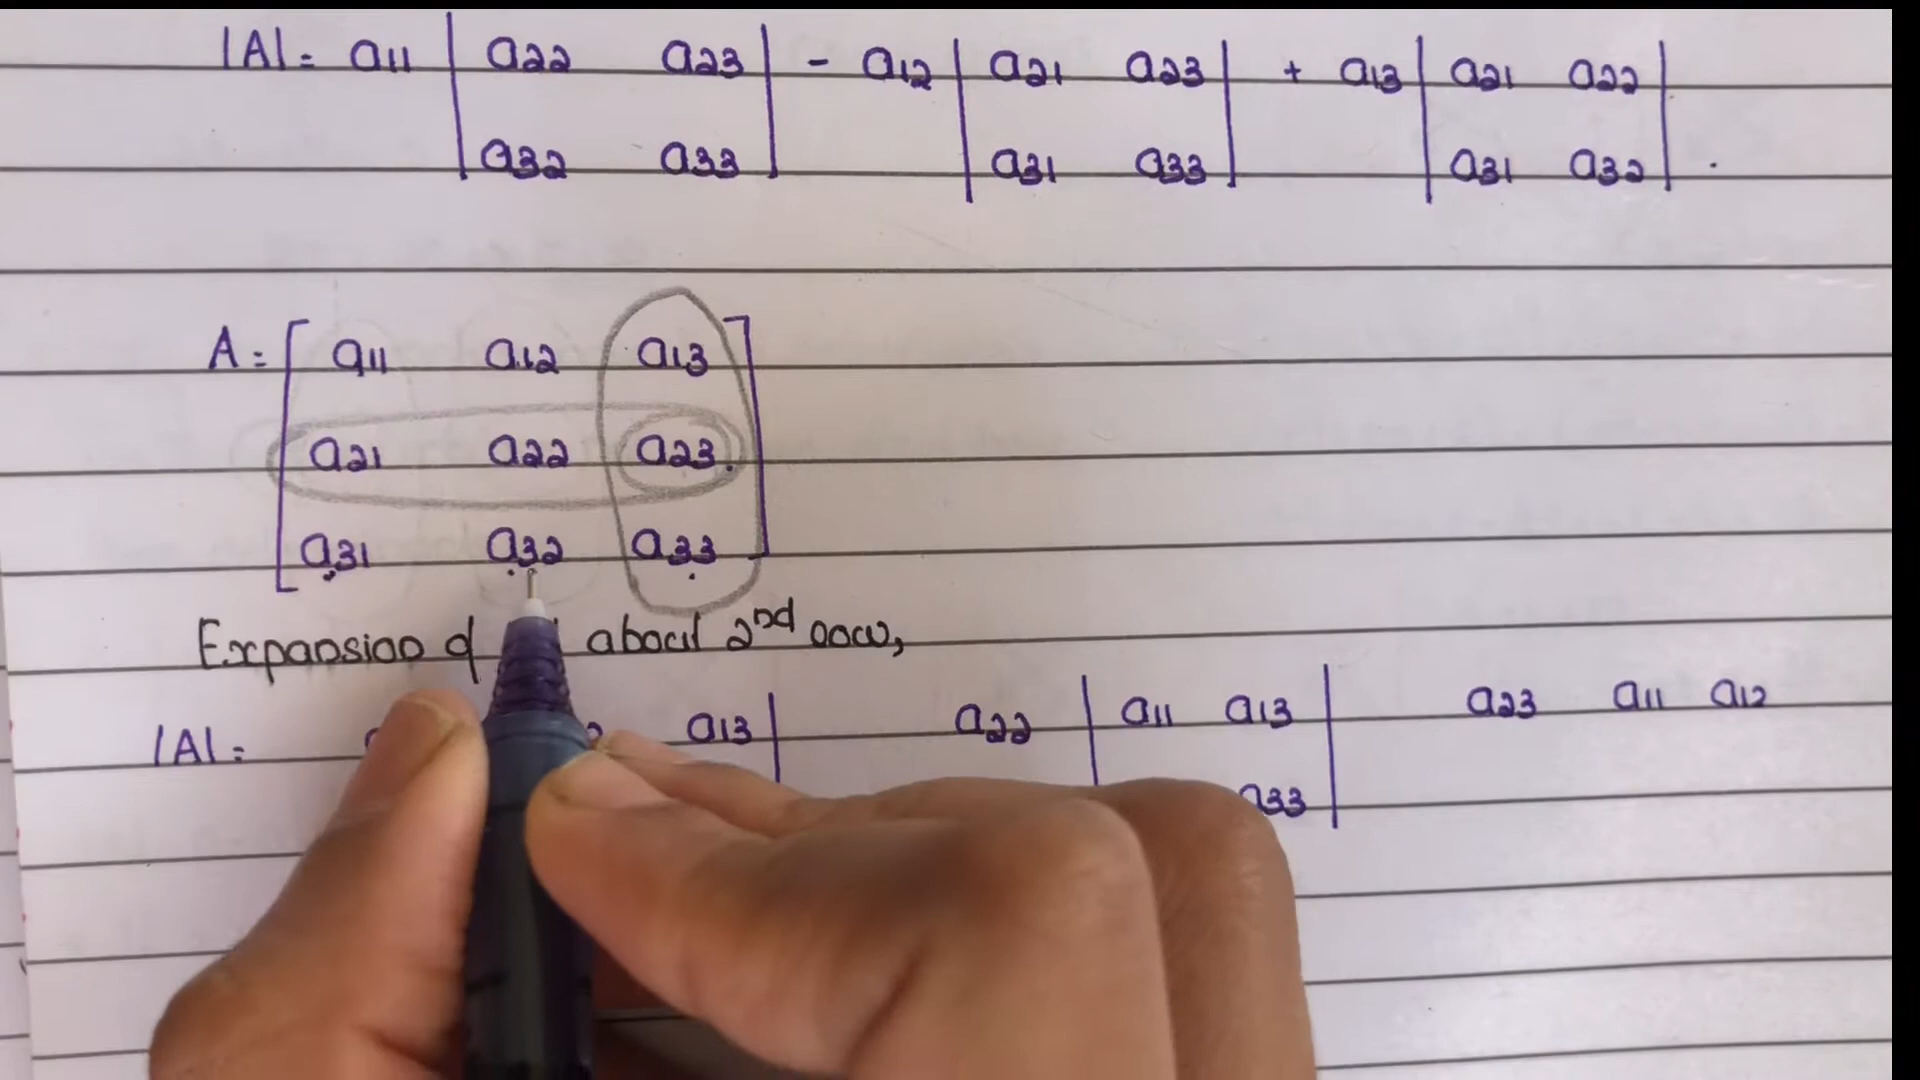 |A| = a11 | a22 a23 | - a12 | a21 a23 | + a13 | a21 a22 |
| a32 a33 | | a31 a33 | | a31 a32 | .
A = [ a11 a12 a13 ]
a21 a22 a23
a31 a32 a33
Expansion of about 2nd row,
|A| = a13 | a22 | a11 a13 | a23 a11 a12
a33 |